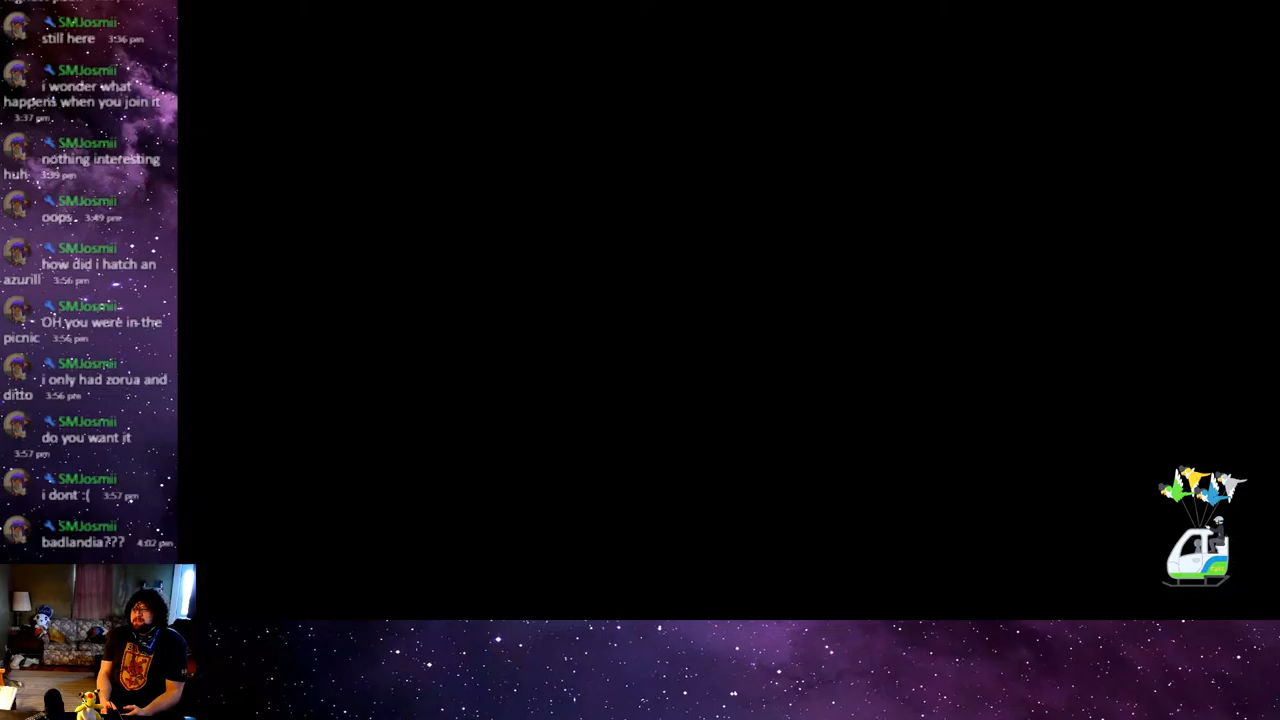 SMJosmii
still here 3:36 pm
SMJosmii
i wonder what
happens when you join it
3:37 pm
SMJosmii
nothing interesting
huh 3:39 pm
SMJosmii
oops 3:49 pm
SMJosmii
how did i hatch an
azurill 3:56 pm
SMJosmii
OH you were in the
picnic 3:56 pm
SMJosmii
i only had zorua and
ditto 3:56 pm
SMJosmii
do you want it
3:57 pm
SMJosmii
i dont :( 3:57 pm
SMJosmii
badlandia??? 4:02 pm